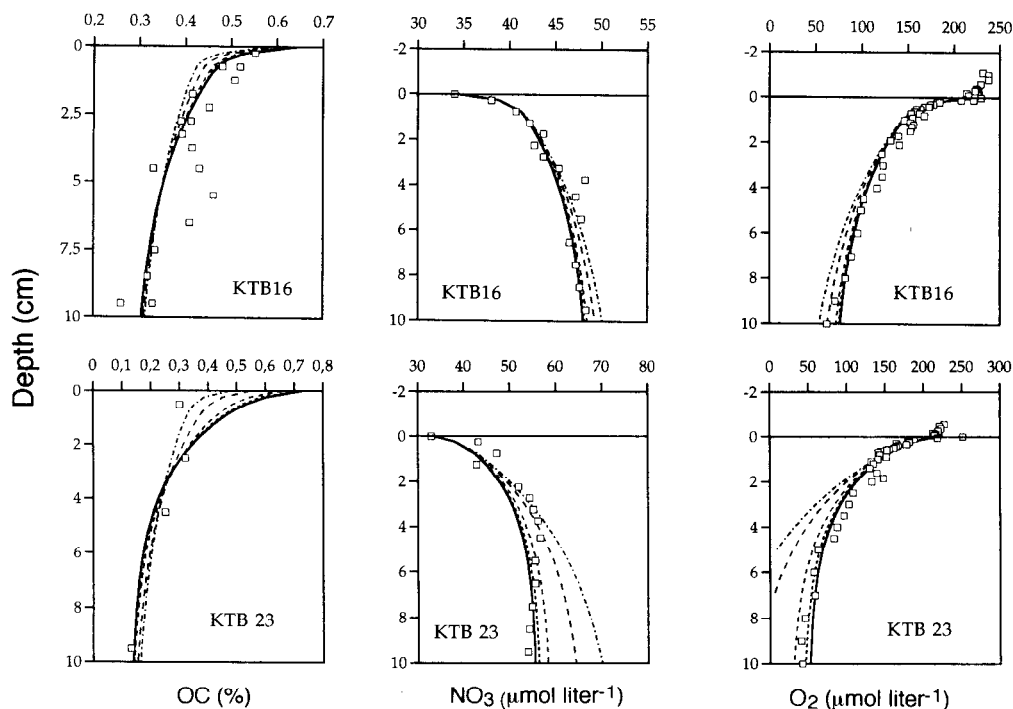 0.2 0.3 0.4 0.5 0.6 0.7
30 35 40 45 50 55
0 50 100 150 200 250
0
2.5
5
7.5
10
-2
0
2
4
6
8
10
-2
0
2
4
6
8
10
KTB16
KTB16
KTB16
Depth (cm)
0 0,1 0,2 0,3 0,4 0,5 0,6 0,7 0,8
30 40 50 60 70 80
0 50 100 150 200 250 300
0
2
4
6
8
10
-2
0
2
4
6
8
10
-2
0
2
4
6
8
10
KTB 23
KTB 23
KTB 23
OC (%)
NO3 (μmol liter-1)
O2 (μmol liter-1)